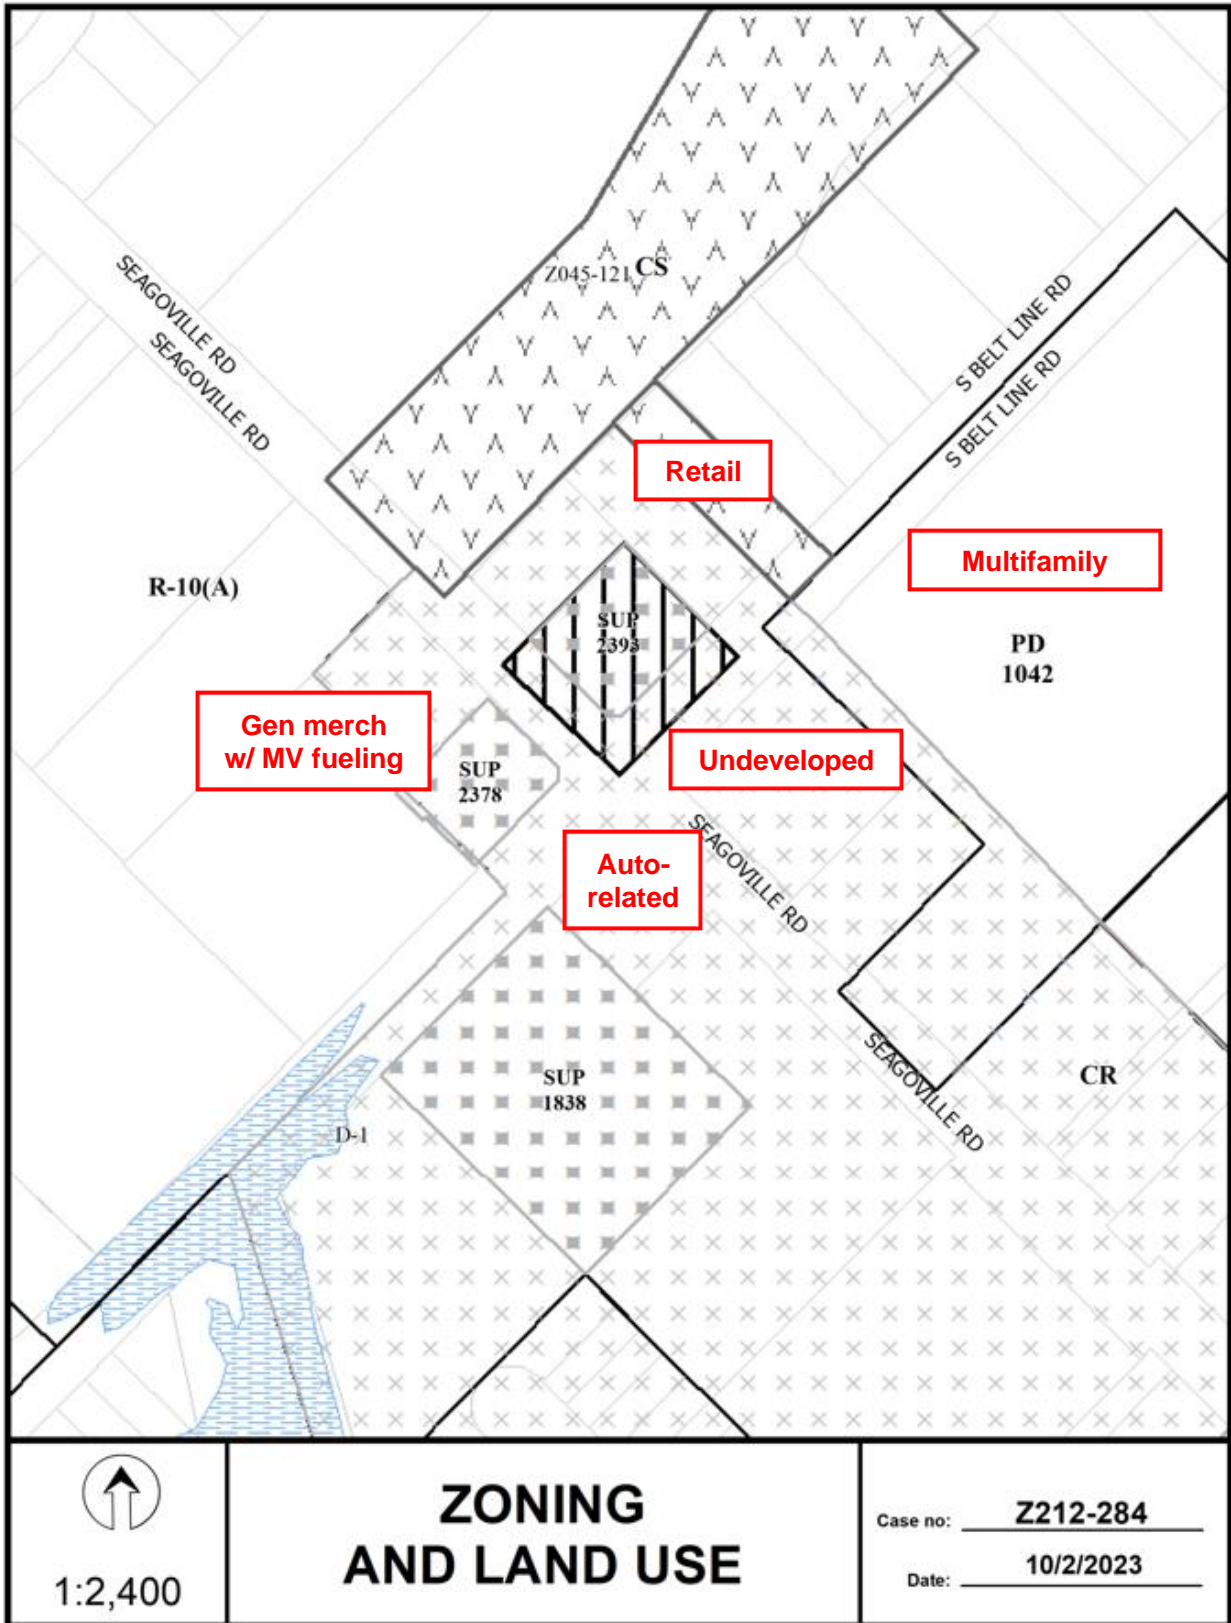 Z045-121 CS
SEAGOVILLE RD
SEAGOVILLE RD
S BELT LINE RD
S BELT LINE RD
Retail
Multifamily
R-10(A)
SUP
2393
PD
1042
Gen merch
w/ MV fueling
Undeveloped
SUP
2378
SEAGOVILLE RD
Auto-
related
SEAGOVILLE RD
CR
SUP
1838
D-1
1:2,400
ZONING
AND LAND USE
Case no: Z212-284
Date: 10/2/2023